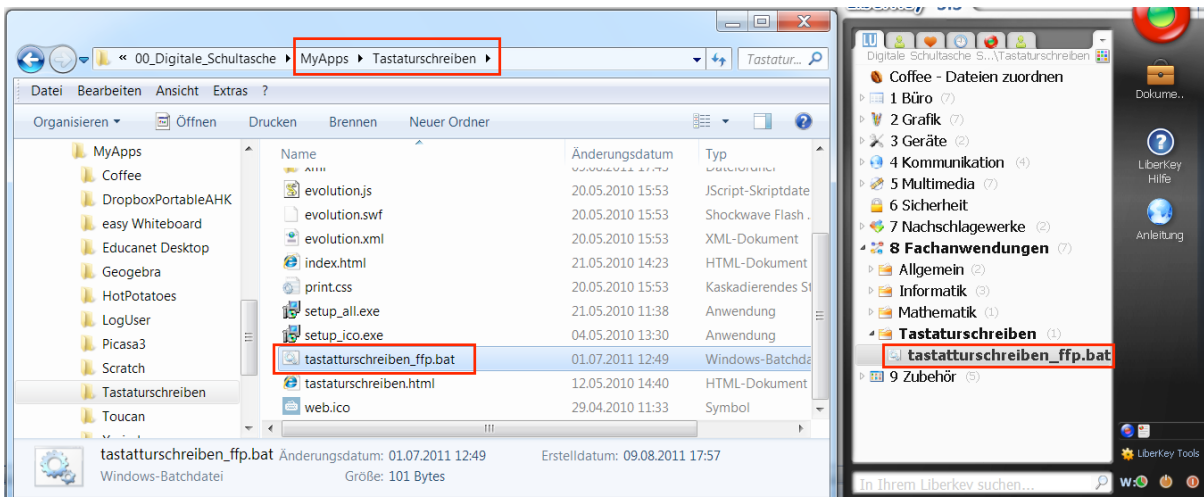 « 00_Digitale_Schultasche ▸ MyApps ▸ Tastaturschreiben ▸
Tastatur...
Datei Bearbeiten Ansicht Extras ?
Organisieren Öffnen Drucken Brennen Neuer Ordner
MyApps
Coffee
DropboxPortableAHK
easy Whiteboard
Educanet Desktop
Geogebra
HotPotatoes
LogUser
Picasa3
Scratch
Tastaturschreiben
Toucan
Name Änderungsdatum Typ
evolution.js 20.05.2010 15:53 JScript-Skriptdate
evolution.swf 20.05.2010 15:53 Shockwave Flash .
evolution.xml 20.05.2010 15:53 XML-Dokument
index.html 21.05.2010 14:23 HTML-Dokument
print.css 20.05.2010 15:53 Kaskadierendes St
setup_all.exe 21.05.2010 11:38 Anwendung
setup_ico.exe 04.05.2010 13:30 Anwendung
tastatturschreiben_ffp.bat 01.07.2011 12:49 Windows-Batchda
tastaturschreiben.html 12.05.2010 14:40 HTML-Dokument
web.ico 29.04.2010 11:33 Symbol
tastatturschreiben_ffp.bat Änderungsdatum: 01.07.2011 12:49 Erstelldatum: 09.08.2011 17:57
Windows-Batchdatei Größe: 101 Bytes
Digitale Schultasche S...\Tastaturschreiben
Coffee - Dateien zuordnen
1 Büro (7)
2 Grafik (7)
3 Geräte (2)
4 Kommunikation (4)
5 Multimedia (7)
6 Sicherheit
7 Nachschlagewerke (2)
8 Fachanwendungen (7)
Allgemein (2)
Informatik (3)
Mathematik (1)
Tastaturschreiben (1)
tastatturschreiben_ffp.bat
9 Zubehör (5)
In Ihrem Liberkey suchen...
Dokume..
LiberKey
Hilfe
Anleitung
LiberKey Tools
W: